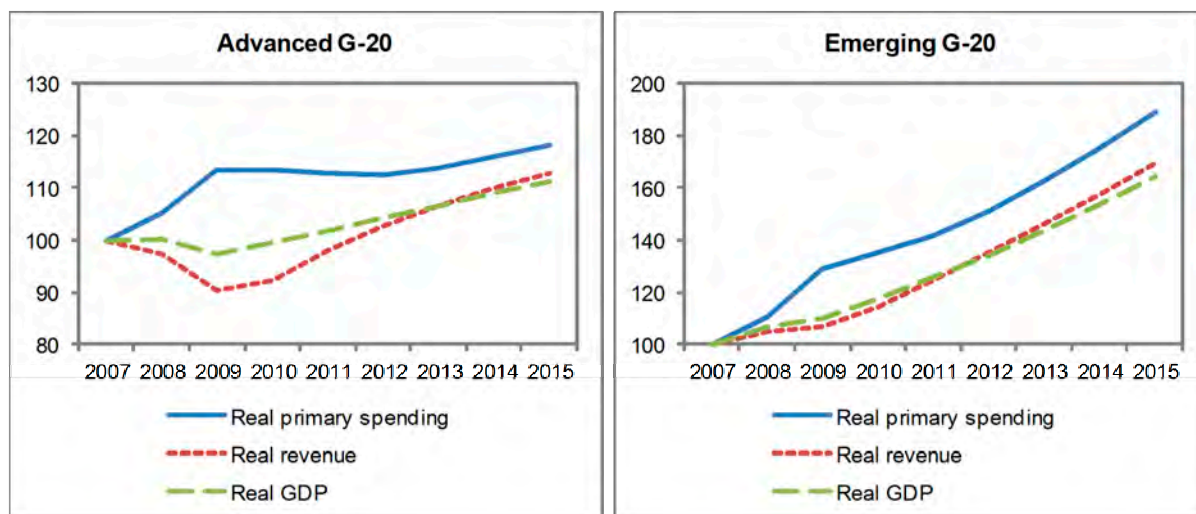 Advanced G-20
130
120
110
100
90
80
2007 2008 2009 2010 2011 2012 2013 2014 2015
Real primary spending
Real revenue
Real GDP
Emerging G-20
200
180
160
140
120
100
2007 2008 2009 2010 2011 2012 2013 2014 2015
Real primary spending
Real revenue
Real GDP